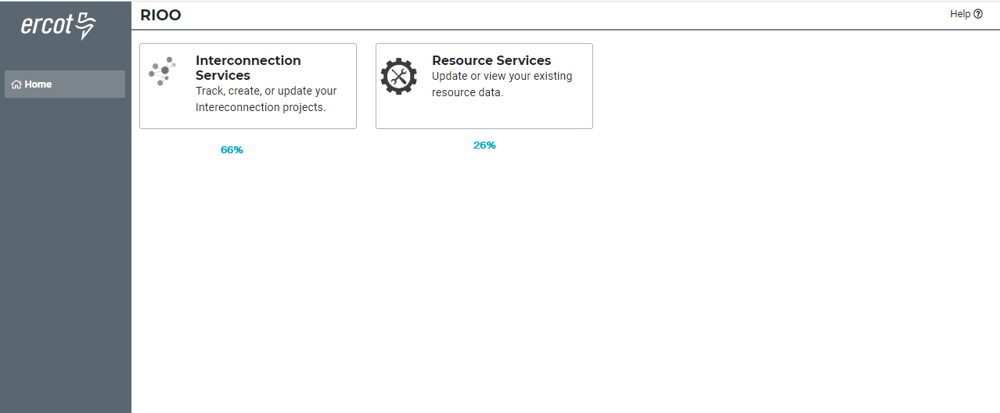 ercot
RIOO
Help
Home
Interconnection
Services
Track, create, or update your
Intereconnection projects.
Resource Services
Update or view your existing
resource data.
66%
26%